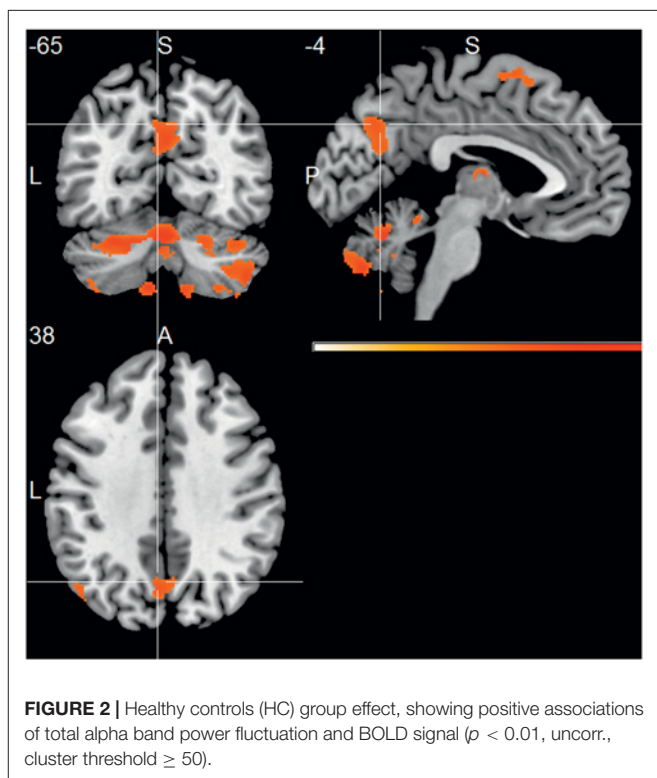 -65 S -4 S
L P
38 A
L
FIGURE 2 | Healthy controls (HC) group effect, showing positive associations
of total alpha band power fluctuation and BOLD signal (p < 0.01, uncorr.,
cluster threshold ≥ 50).